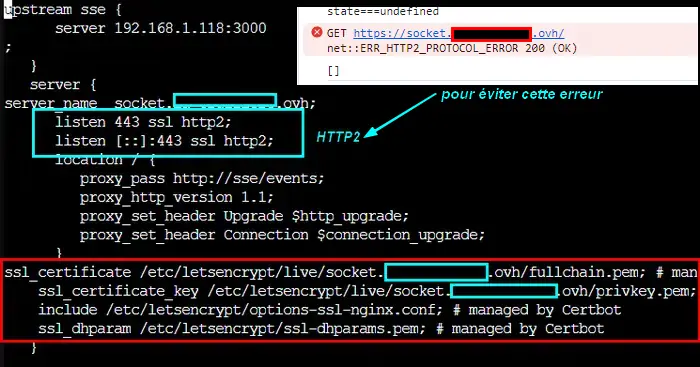 upstream sse {
server 192.168.1.118:3000
;
}
server {
server_name socket. .ovh;
listen 443 ssl http2;
listen [::]:443 ssl http2;
location / {
proxy_pass http://sse/events;
proxy_http_version 1.1;
proxy_set_header Upgrade $http_upgrade;
proxy_set_header Connection $connection_upgrade;
}
ssl_certificate /etc/letsencrypt/live/socket. .ovh/fullchain.pem; # man
ssl_certificate_key /etc/letsencrypt/live/socket. .ovh/privkey.pem;
include /etc/letsencrypt/options-ssl-nginx.conf; # managed by Certbot
ssl_dhparam /etc/letsencrypt/ssl-dhparams.pem; # managed by Certbot
}
state===undefined
GET https://socket. .ovh/
net::ERR_HTTP2_PROTOCOL_ERROR 200 (OK)
[]
pour éviter cette erreur
HTTP2